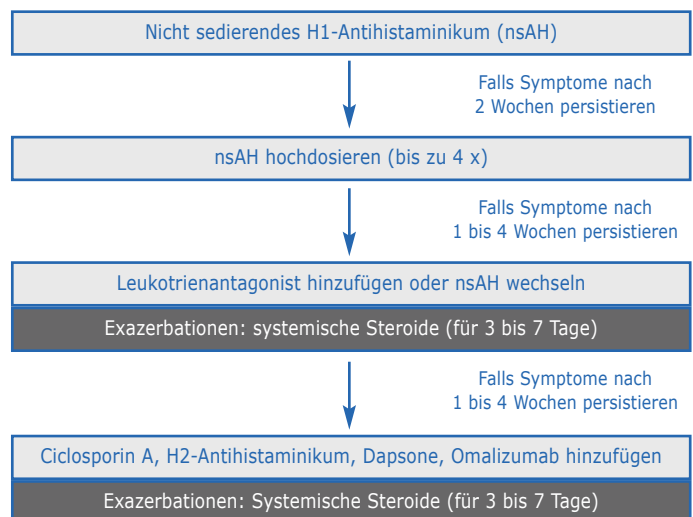 Nicht sedierendes H1-Antihistaminikum (nsAH)
Falls Symptome nach
2 Wochen persistieren
nsAH hochdosieren (bis zu 4 x)
Falls Symptome nach
1 bis 4 Wochen persistieren
Leukotrienantagonist hinzufügen oder nsAH wechseln
Exazerbationen: systemische Steroide (für 3 bis 7 Tage)
Falls Symptome nach
1 bis 4 Wochen persistieren
Ciclosporin A, H2-Antihistaminikum, Dapsone, Omalizumab hinzufügen
Exazerbationen: Systemische Steroide (für 3 bis 7 Tage)